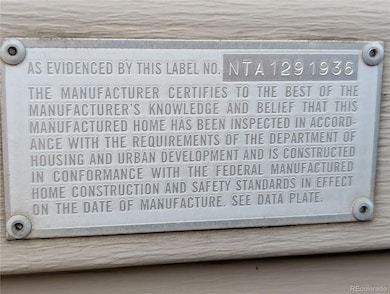 AS EVIDENCED BY THIS LABEL NO. NTA1291936
THE MANUFACTURER CERTIFIES TO THE BEST OF THE
MANUFACTURER'S KNOWLEDGE AND BELIEF THAT THIS
MANUFACTURED HOME HAS BEEN INSPECTED IN ACCORD-
ANCE WITH THE REQUIREMENTS OF THE DEPARTMENT OF
HOUSING AND URBAN DEVELOPMENT AND IS CONSTRUCTED
IN CONFORMANCE WITH THE FEDERAL MANUFACTURED
HOME CONSTRUCTION AND SAFETY STANDARDS IN EFFECT
ON THE DATE OF MANUFACTURE. SEE DATA PLATE.
REcolorado